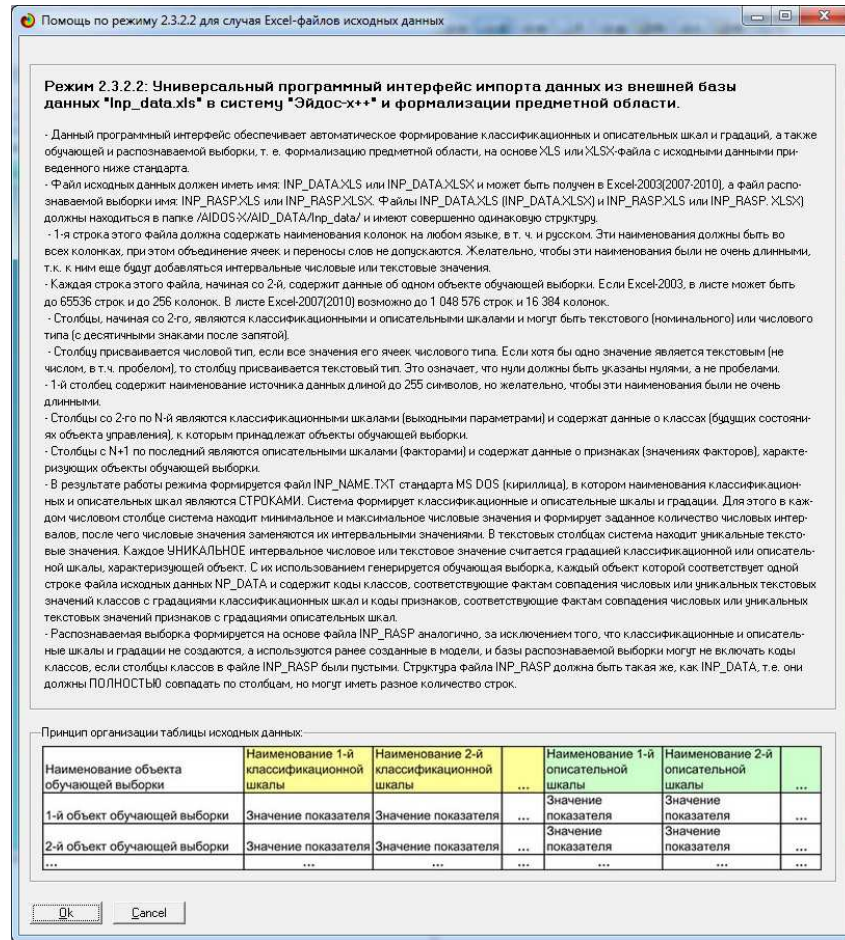 Помощь по режиму 2.3.2.2 для случая Excel-файлов исходных данных
Режим 2.3.2.2: Универсальный программный интерфейс импорта данных из внешней базы
данных "Inp_data.xls" в систему "Эйдос-х++" и формализации предметной области.
- Данный программный интерфейс обеспечивает автоматическое формирование классификационных и описательных шкал и градаций, а также
обучающей и распознаваемой выборки, т. е. формализацию предметной области, на основе XLS или XLSX-файла с исходными данными при-
веденного ниже стандарта.
- Файл исходных данных должен иметь имя: INP_DATA.XLS или INP_DATA.XLSX и может быть получен в Excel-2003(2007-2010), а файл распо-
знаваемой выборки имя: INP_RASP.XLS или INP_RASP.XLSX. Файлы INP_DATA.XLS (INP_DATA.XLSX) и INP_RASP.XLS или INP_RASP. XLSX)
должны находиться в папке /AIDOS-X/AID_DATA/Inp_data/ и имеют совершенно одинаковую структуру.
- 1-я строка этого файла должна содержать наименования колонок на любом языке, в т. ч. и русском. Эти наименования должны быть во
всех колонках, при этом объединение ячеек и переносы слов не допускаются. Желательно, чтобы эти наименования были не очень длинными,
т.к. к ним еще будут добавляться интервальные числовые или текстовые значения.
- Каждая строка этого файла, начиная со 2-й, содержит данные об одном объекте обучающей выборки. Если Excel-2003, в листе может быть
до 65536 строк и до 256 колонок. В листе Excel-2007(2010) возможно до 1 048 576 строк и 16 384 колонок.
- Столбцы, начиная со 2-го, являются классификационными и описательными шкалами и могут быть текстового (номинального) или числового
типа (с десятичными знаками после запятой).
- Столбцу присваивается числовой тип, если все значения его ячеек числового типа. Если хотя бы одно значение является текстовым (не
числом, в т.ч. пробелом), то столбцу присваивается текстовый тип. Это означает, что нули должны быть указаны нулями, а не пробелами.
- 1-й столбец содержит наименование источника данных длиной до 255 символов, но желательно, чтобы эти наименования были не очень
длинными.
- Столбцы со 2-го по N-й являются классификационными шкалами (выходными параметрами) и содержат данные о классах (будущих состояни-
ях объекта управления), к которым принадлежат объекты обучающей выборки.
- Столбцы с N+1 по последний являются описательными шкалами (факторами) и содержат данные о признаках (значениях факторов), характе-
ризующих объекты обучающей выборки.
- В результате работы режима формируется файл INP_NAME.TXT стандарта MS DOS (кириллица), в котором наименования классификацион-
ных и описательных шкал являются СТРОКАМИ. Система формирует классификационные и описательные шкалы и градации. Для этого в каж-
дом числовом столбце система находит минимальное и максимальное числовые значения и формирует заданное количество числовых интер-
валов, после чего числовые значения заменяются их интервальными значениями. В текстовых столбцах система находит уникальные тексто-
вые значения. Каждое УНИКАЛЬНОЕ интервальное числовое или текстовое значение считается градацией классификационной или описатель-
ной шкалы, характеризующей объект. С их использованием генерируется обучающая выборка, каждый объект которой соответствует одной
строке файла исходных данных NP_DATA и содержит коды классов, соответствующие фактам совпадения числовых или уникальных текстовых
значений классов с градациями классификационных шкал и коды признаков, соответствующие фактам совпадения числовых или уникальных
текстовых значений признаков с градациями описательных шкал.
- Распознаваемая выборка формируется на основе файла INP_RASP аналогично, за исключением того, что классификационные и описатель-
ные шкалы и градации не создаются, а используются ранее созданные в модели, и базы распознаваемой выборки могут не включать коды
классов, если столбцы классов в файле INP_RASP были пустыми. Структура файла INP_RASP должна быть такая же, как INP_DATA, т.е. они
должны ПОЛНОСТЬЮ совпадать по столбцам, но могут иметь разное количество строк.
Принцип организации таблицы исходных данных:
Наименование объекта обучающей выборки Наименование 1-й классификационной шкалы Наименование 2-й классификационной шкалы ... Наименование 1-й описательной шкалы Наименование 2-й описательной шкалы ...
1-й объект обучающей выборки Значение показателя Значение показателя ... Значение показателя Значение показателя ...
2-й объект обучающей выборки Значение показателя Значение показателя ... Значение показателя Значение показателя ...
... ... ... ... ... ... ...
Ok Cancel